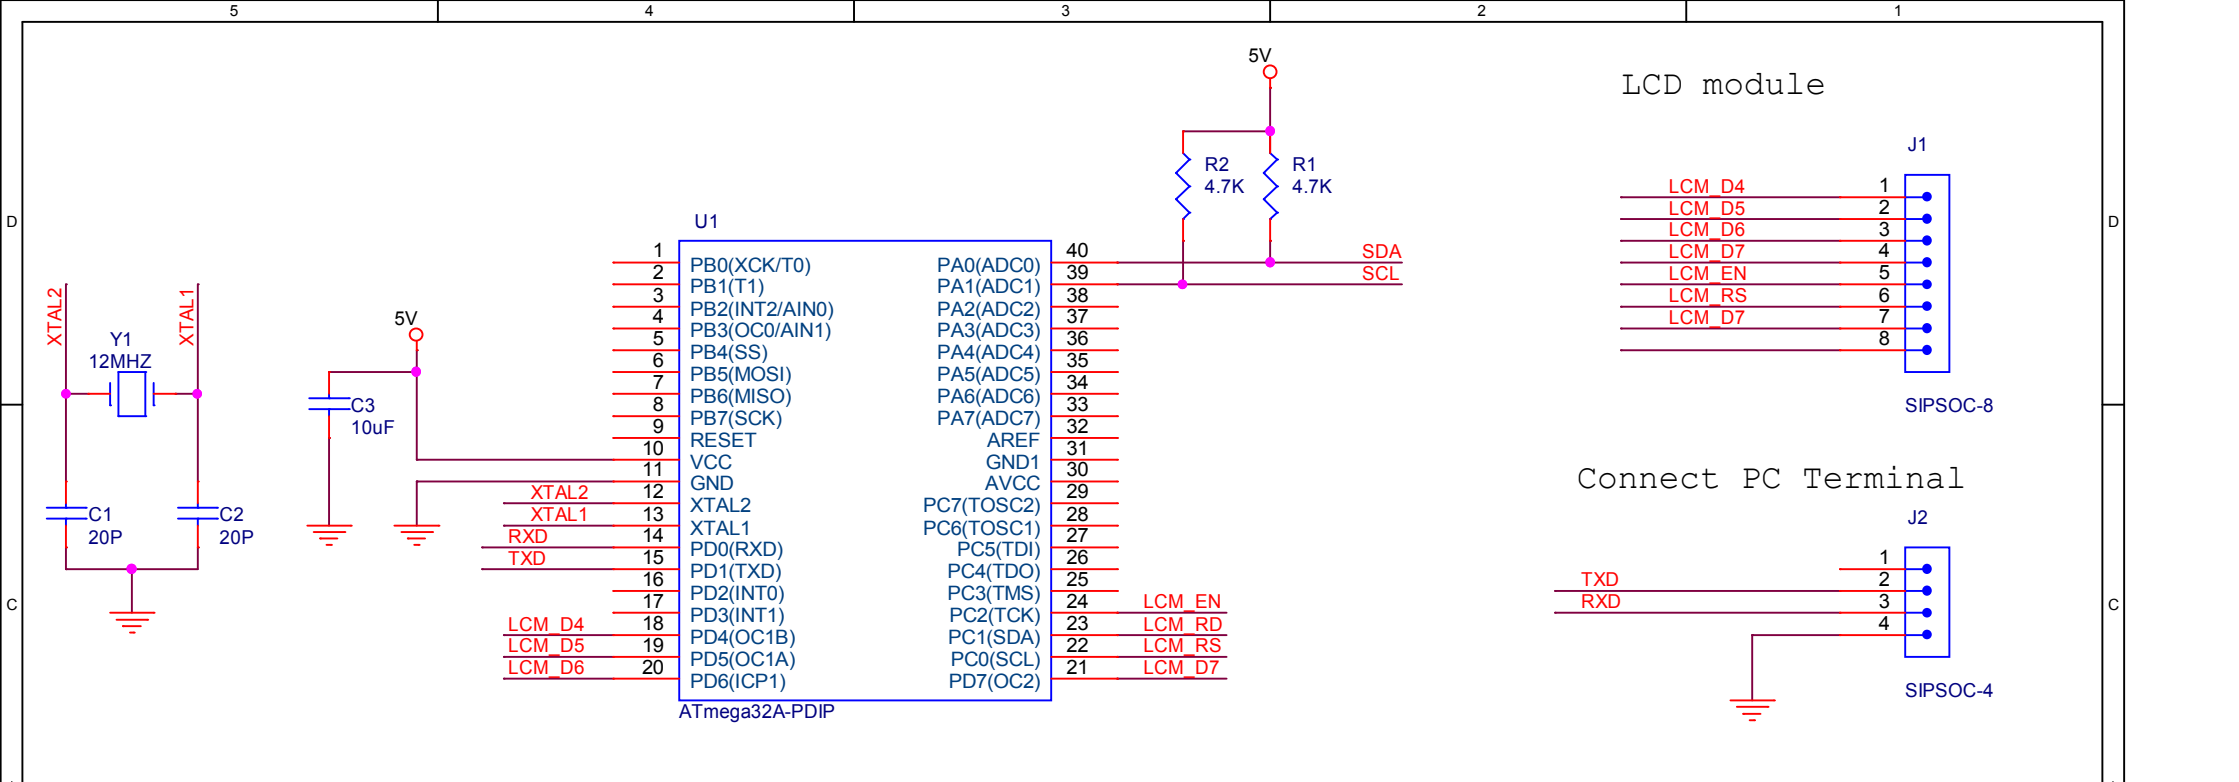 5 4 3 2 1
D
D
C
C
XTAL2
XTAL1
Y1
12MHZ
C1
20P
C2
20P
5V
C3
10uF
U1
1 PB0(XCK/T0)
2 PB1(T1)
3 PB2(INT2/AIN0)
4 PB3(OC0/AIN1)
5 PB4(SS)
6 PB5(MOSI)
7 PB6(MISO)
8 PB7(SCK)
9 RESET
10 VCC
11 GND
XTAL2 12 XTAL2
XTAL1 13 XTAL1
RXD 14 PD0(RXD)
TXD 15 PD1(TXD)
16 PD2(INT0)
17 PD3(INT1)
LCM_D4 18 PD4(OC1B)
LCM_D5 19 PD5(OC1A)
LCM_D6 20 PD6(ICP1)
PA0(ADC0) 40 SDA
PA1(ADC1) 39 SCL
PA2(ADC2) 38
PA3(ADC3) 37
PA4(ADC4) 36
PA5(ADC5) 35
PA6(ADC6) 34
PA7(ADC7) 33
AREF 32
GND1 31
AVCC 30
PC7(TOSC2) 29
PC6(TOSC1) 28
PC5(TDI) 27
PC4(TDO) 26
PC3(TMS) 25
PC2(TCK) 24 LCM_EN
PC1(SDA) 23 LCM_RD
PC0(SCL) 22 LCM_RS
PD7(OC2) 21 LCM_D7
ATmega32A-PDIP
5V
R2
4.7K
R1
4.7K
LCD module
J1
LCM_D4 1
LCM_D5 2
LCM_D6 3
LCM_D7 4
LCM_EN 5
LCM_RS 6
LCM_D7 7
8
SIPSOC-8
Connect PC Terminal
J2
1
TXD 2
RXD 3
4
SIPSOC-4